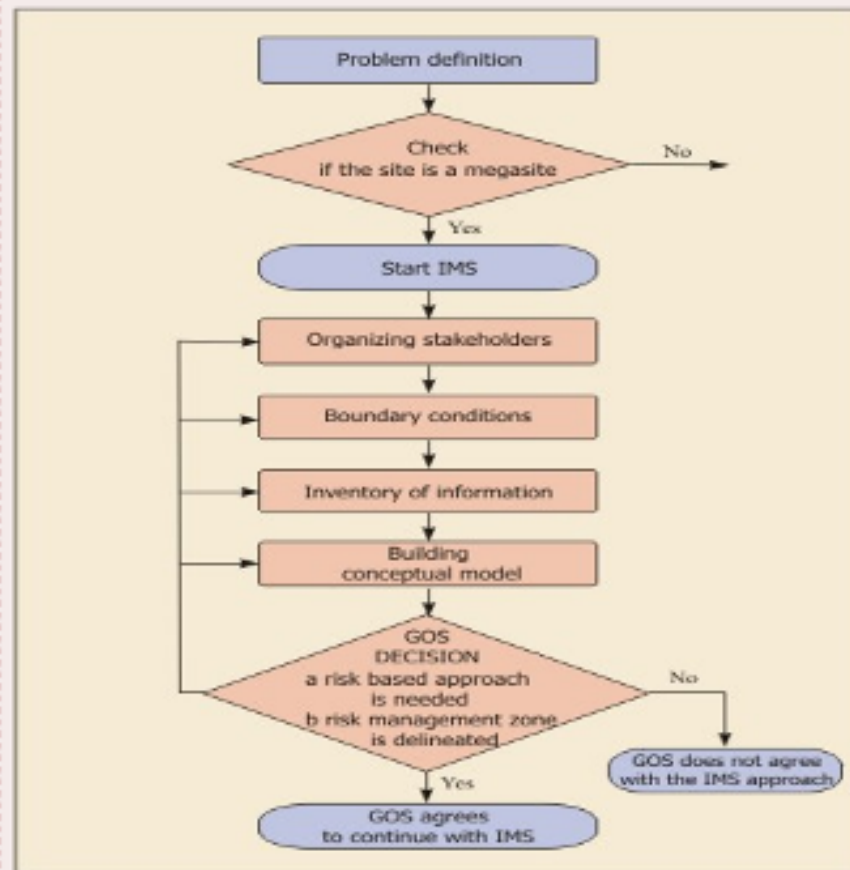 Problem definition
Check
if the site is a megasite
No
Yes
Start IMS
Organizing stakeholders
Boundary conditions
Inventory of information
Building
conceptual model
GOS
DECISION
a risk based approach
is needed
b risk management zone
is delineated
No
GOS does not agree
with the IMS approach
Yes
GOS agrees
to continue with IMS